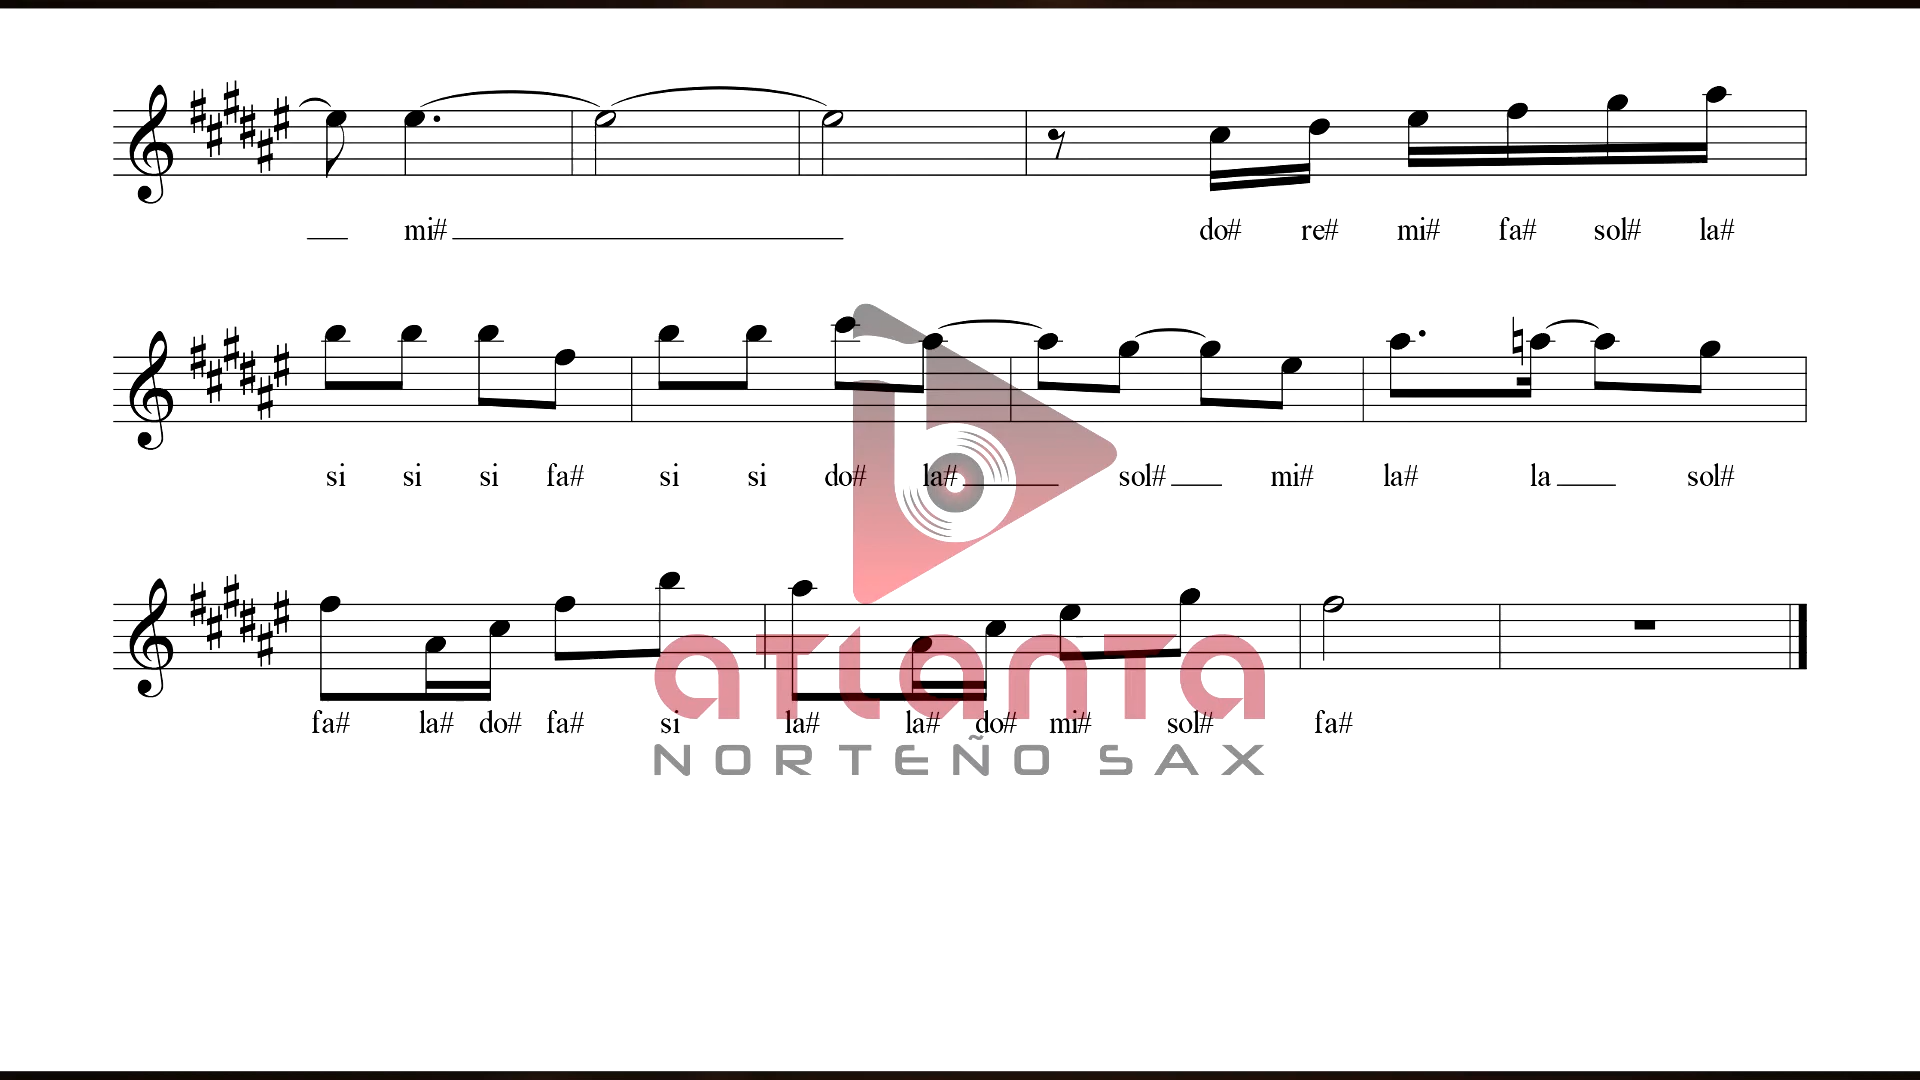 mi# do# re# mi# fa# sol# la#
si si si fa# si si do# la# sol# mi# la# la sol#
fa# la# do# fa# si la# la# do# mi# sol# fa#
ATLANTA
NORTEÑO SAX